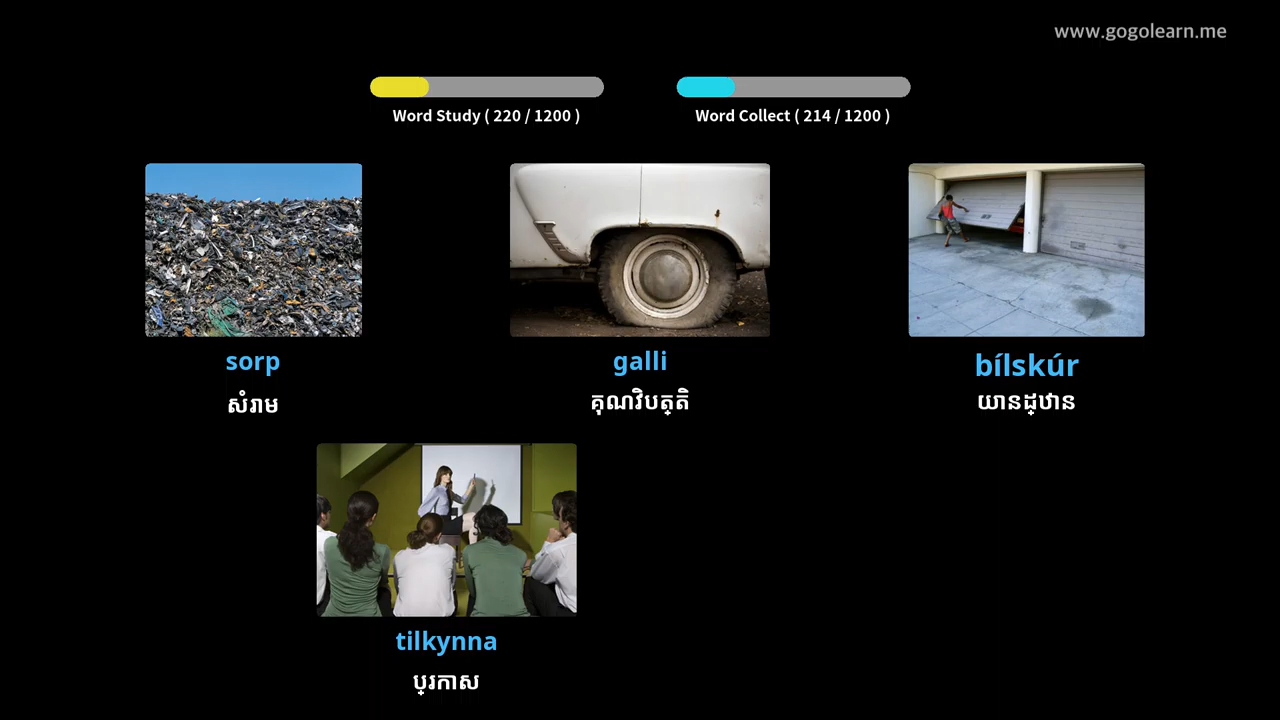 www.gogolearn.me
Word Study ( 220 / 1200 )
Word Collect ( 214 / 1200 )
sorp
galli
bílskúr
សំរាម
គុណវិបត្តិ
យានដ្ឋាន
tilkynna
ប្រកាស